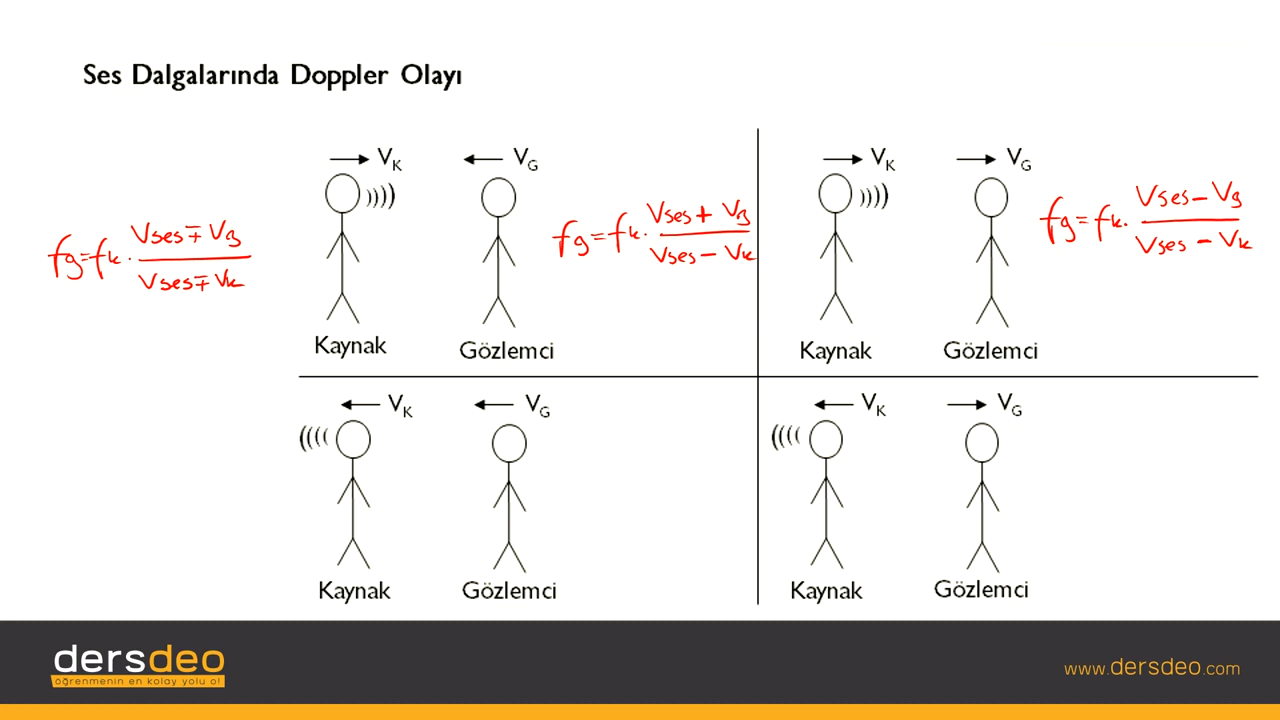 Ses Dalgalarında Doppler Olayı
fg=fk · Vses∓Vg / Vses∓Vk
V_K V_G
fg=fk · Vses+Vg / Vses-Vk
Kaynak Gözlemci
V_K V_G
fg=fk · Vses-Vg / Vses-Vk
Kaynak Gözlemci
V_K V_G
Kaynak Gözlemci
V_K V_G
Kaynak Gözlemci
dersdeo
öğrenmenin en kolay yolu o!
www.dersdeo.com